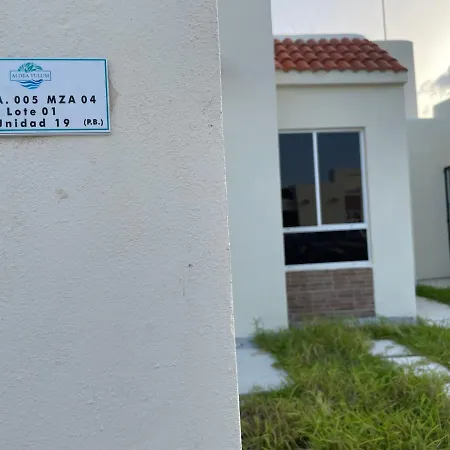 ALDEA TULUM
A. 005 MZA 04
Lote 01
Unidad 19 (P.B.)